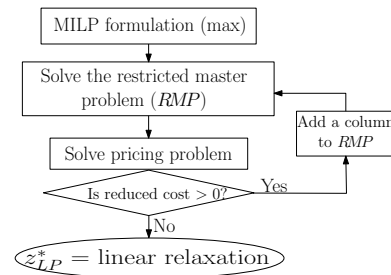 MILP formulation (max)
Solve the restricted master
problem (RMP)
Add a column
to RMP
Solve pricing problem
Is reduced cost > 0?
Yes
No
z*LP = linear relaxation